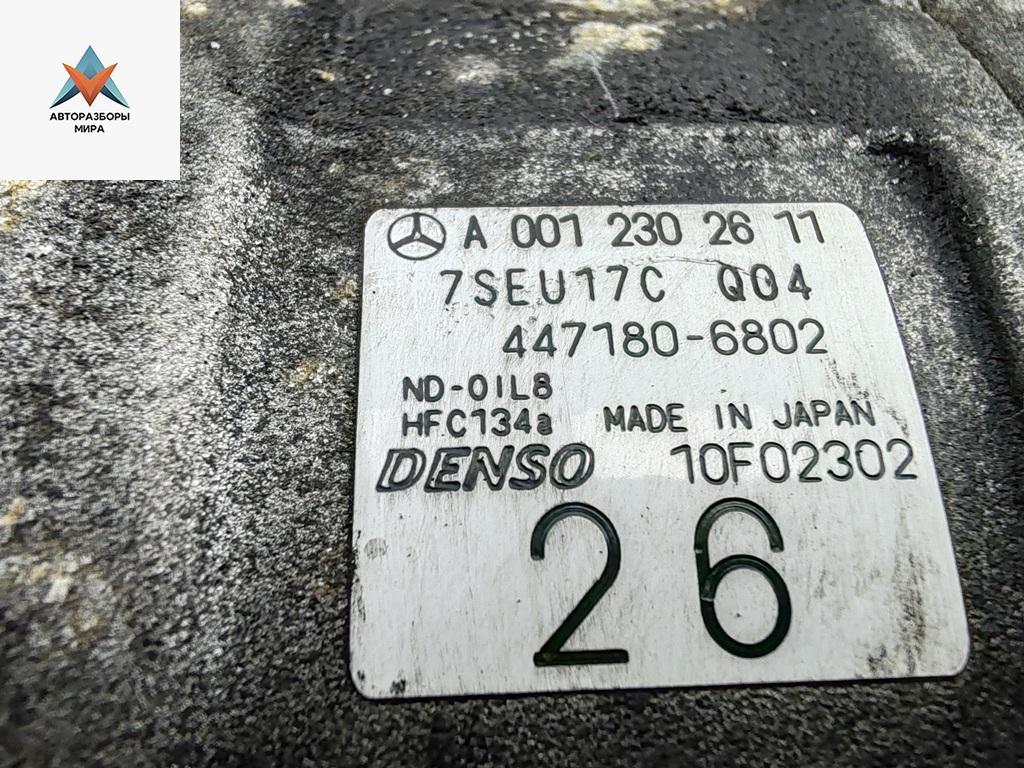 АВТОРАЗБОРЫ
МИРА
A 001 230 26 11
7SEU17C Q04
447180-6802
ND-OIL8
HFC134a MADE IN JAPAN
DENSO 10F02302
26